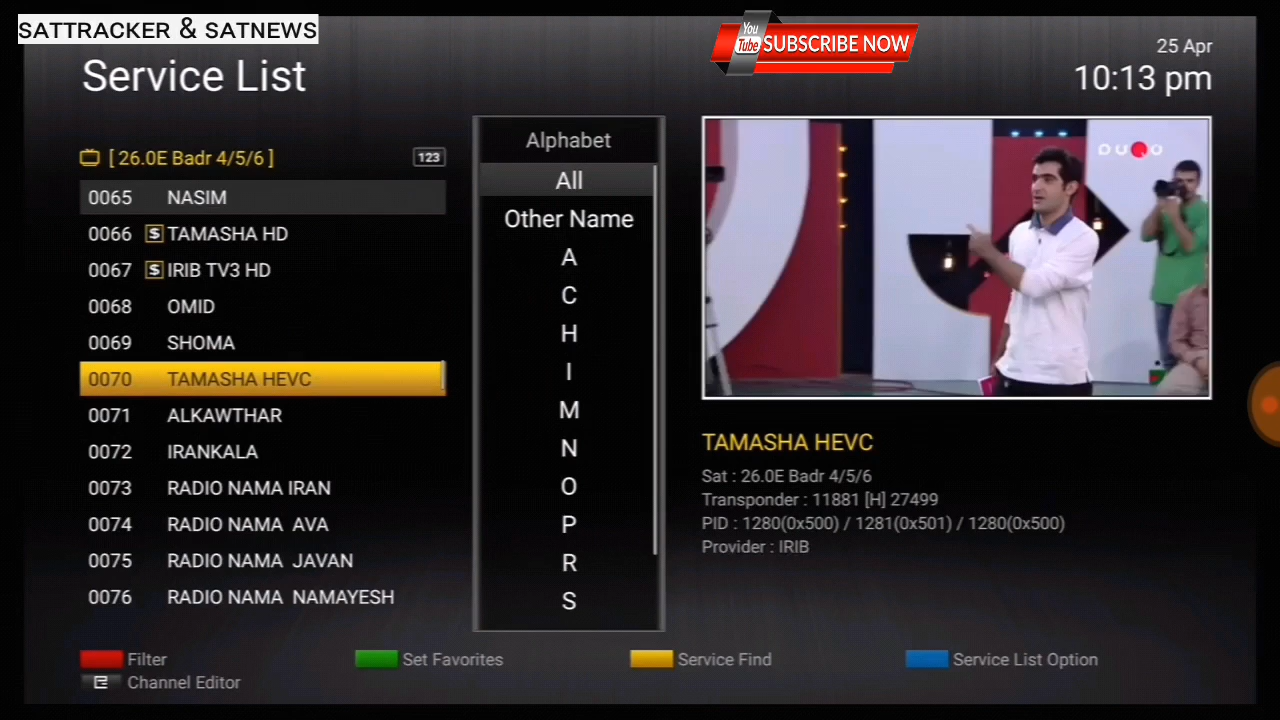 SATTRACKER & SATNEWS
You
Tube
SUBSCRIBE NOW
25 Apr
10:13 pm
Service List
[ 26.0E Badr 4/5/6 ]
123
0065 NASIM
0066 $ TAMASHA HD
0067 $ IRIB TV3 HD
0068 OMID
0069 SHOMA
0070 TAMASHA HEVC
0071 ALKAWTHAR
0072 IRANKALA
0073 RADIO NAMA IRAN
0074 RADIO NAMA AVA
0075 RADIO NAMA JAVAN
0076 RADIO NAMA NAMAYESH
Alphabet
All
Other Name
A
C
H
I
M
N
O
P
R
S
TAMASHA HEVC
Sat : 26.0E Badr 4/5/6
Transponder : 11881 [H] 27499
PID : 1280(0x500) / 1281(0x501) / 1280(0x500)
Provider : IRIB
Filter
Set Favorites
Service Find
Service List Option
Channel Editor